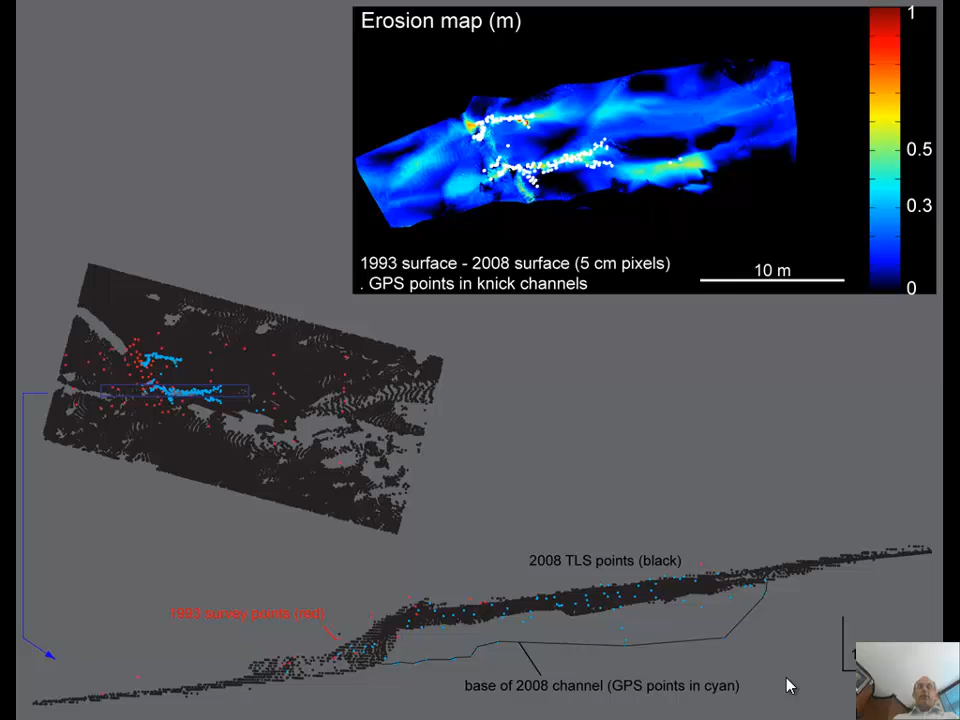 Erosion map (m)
1
0.5
0.3
0
1993 surface - 2008 surface (5 cm pixels)
. GPS points in knick channels
10 m
2008 TLS points (black)
1993 survey points (red)
base of 2008 channel (GPS points in cyan)